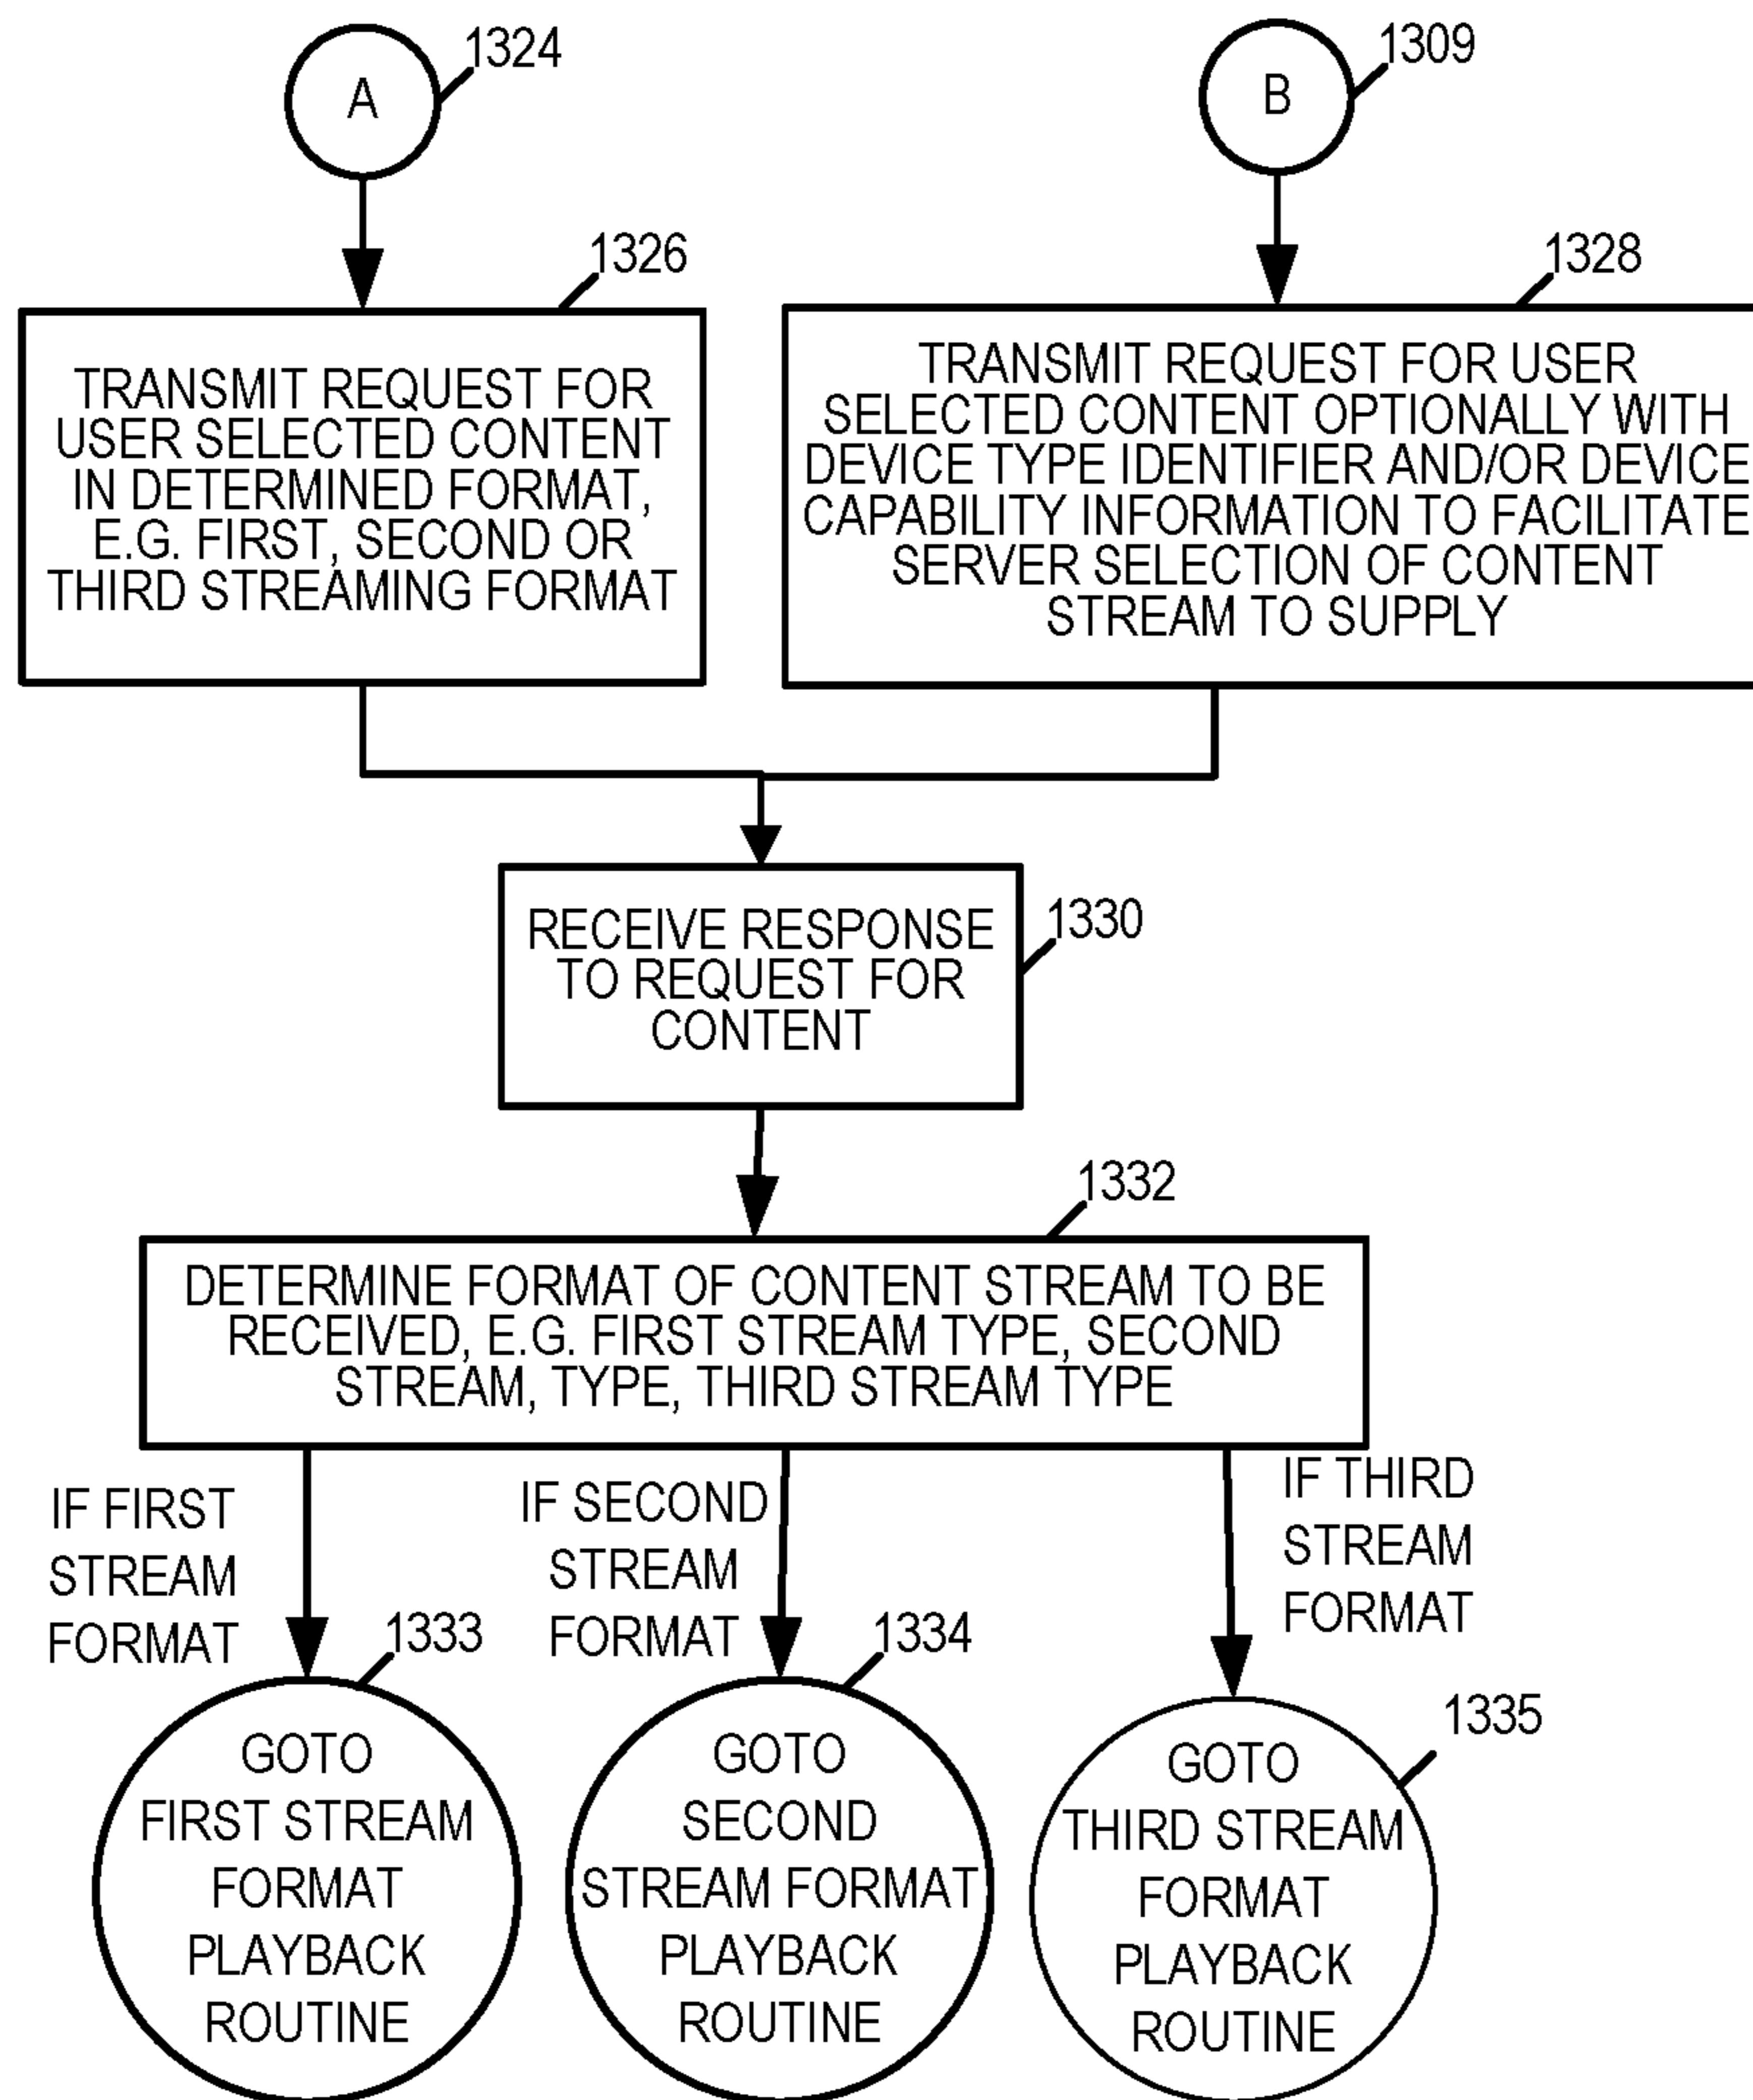 1324
A
1309
B
1326
TRANSMIT REQUEST FOR
USER SELECTED CONTENT
IN DETERMINED FORMAT,
E.G. FIRST, SECOND OR
THIRD STREAMING FORMAT
1328
TRANSMIT REQUEST FOR USER
SELECTED CONTENT OPTIONALLY WITH
DEVICE TYPE IDENTIFIER AND/OR DEVICE
CAPABILITY INFORMATION TO FACILITATE
SERVER SELECTION OF CONTENT
STREAM TO SUPPLY
RECEIVE RESPONSE
TO REQUEST FOR
CONTENT
1330
1332
DETERMINE FORMAT OF CONTENT STREAM TO BE
RECEIVED, E.G. FIRST STREAM TYPE, SECOND
STREAM, TYPE, THIRD STREAM TYPE
IF FIRST
STREAM
FORMAT
IF SECOND
STREAM
FORMAT
IF THIRD
STREAM
FORMAT
1333
GOTO
FIRST STREAM
FORMAT
PLAYBACK
ROUTINE
1334
GOTO
SECOND
STREAM FORMAT
PLAYBACK
ROUTINE
1335
GOTO
THIRD STREAM
FORMAT
PLAYBACK
ROUTINE